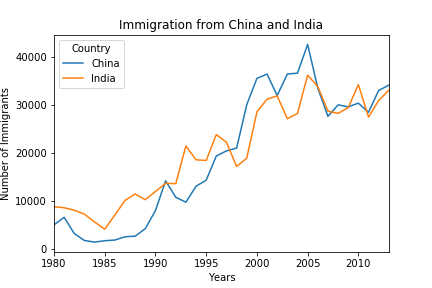 Immigration from China and India
Country
China
India
Number of Immigrants
40000
30000
20000
10000
0
1980
1985
1990
1995
2000
2005
2010
Years